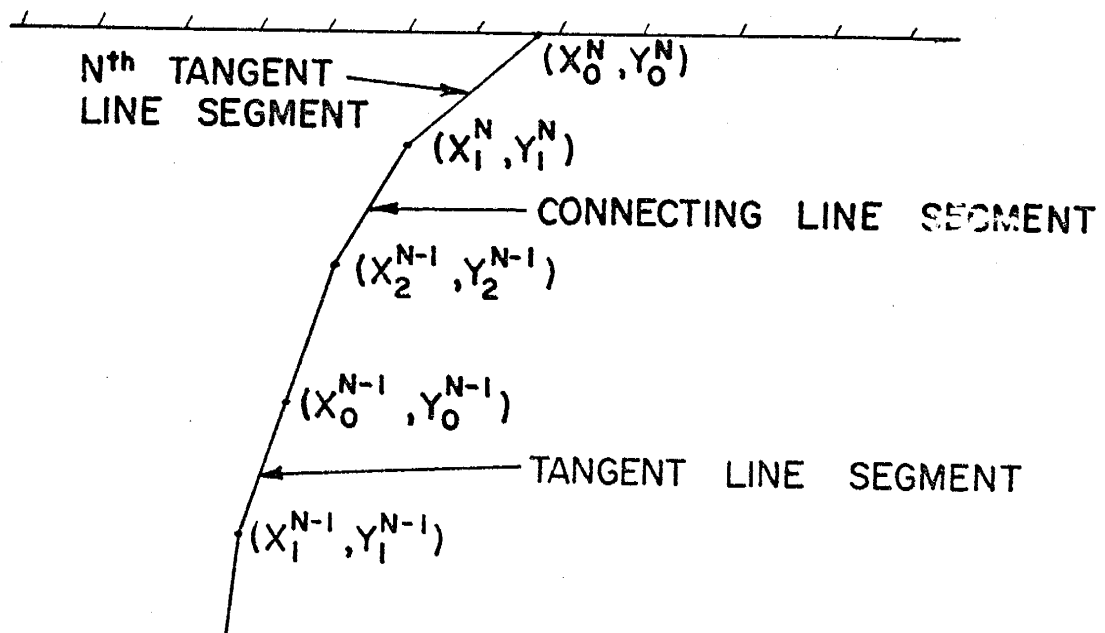 (X₀ᴺ, Y₀ᴺ)
Nᵗʰ TANGENT
LINE SEGMENT
(X₁ᴺ, Y₁ᴺ)
CONNECTING LINE SEGMENT
(X₂ᴺ⁻¹, Y₂ᴺ⁻¹)
(X₀ᴺ⁻¹, Y₀ᴺ⁻¹)
TANGENT LINE SEGMENT
(X₁ᴺ⁻¹, Y₁ᴺ⁻¹)